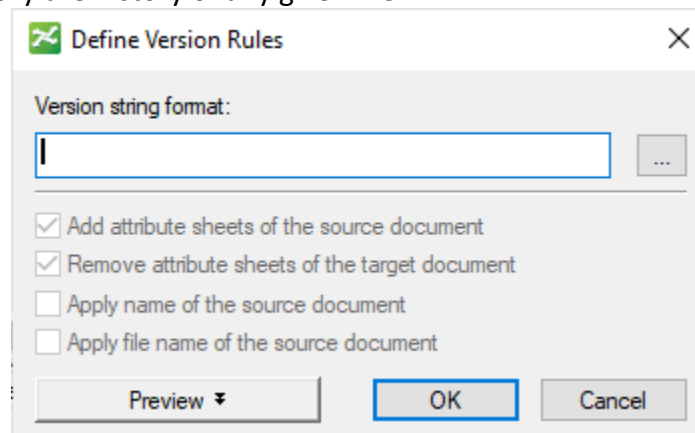 Define Version Rules
Version string format:
...
Add attribute sheets of the source document
Remove attribute sheets of the target document
Apply name of the source document
Apply file name of the source document
Preview
OK
Cancel